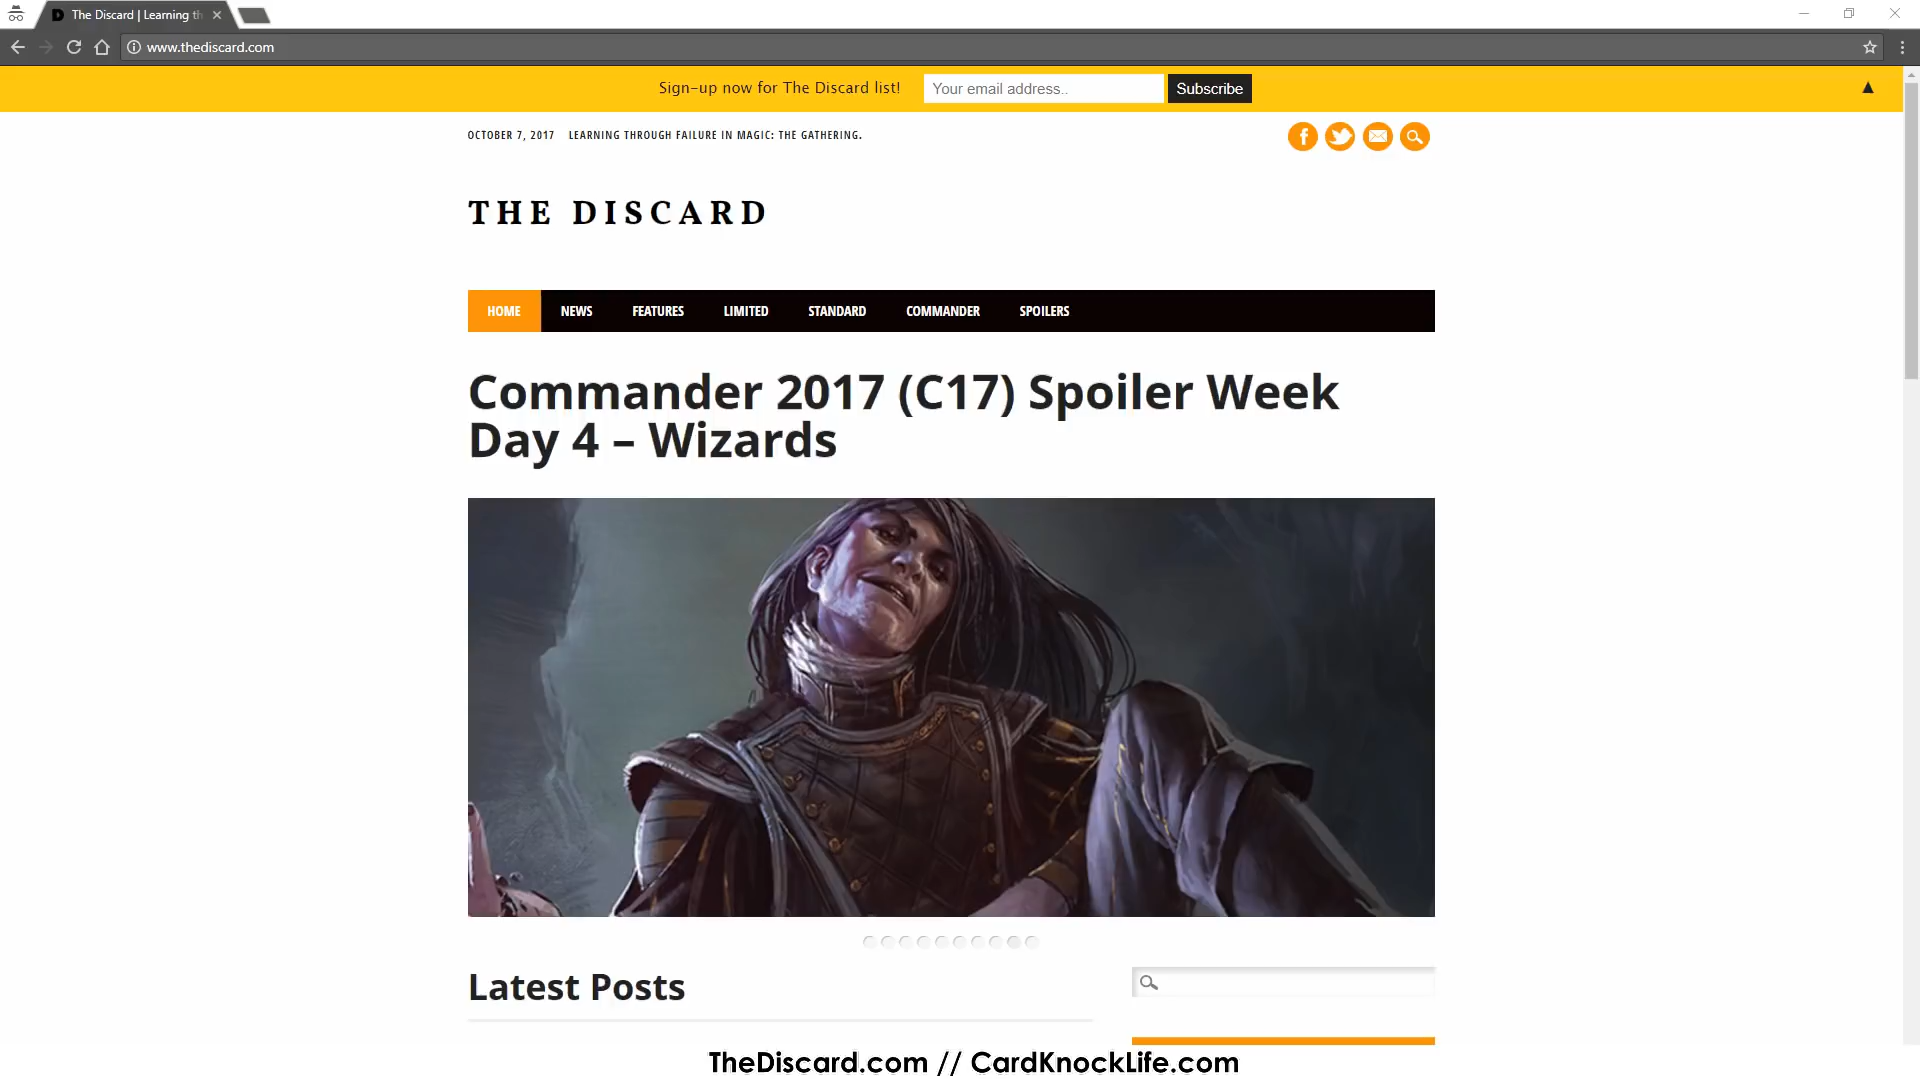 The Discard | Learning th
www.thediscard.com
Sign-up now for The Discard list!
Your email address..
Subscribe
OCTOBER 7, 2017 LEARNING THROUGH FAILURE IN MAGIC: THE GATHERING.
THE DISCARD
HOME NEWS FEATURES LIMITED STANDARD COMMANDER SPOILERS
Commander 2017 (C17) Spoiler Week
Day 4 – Wizards
Latest Posts
TheDiscard.com // CardKnockLife.com